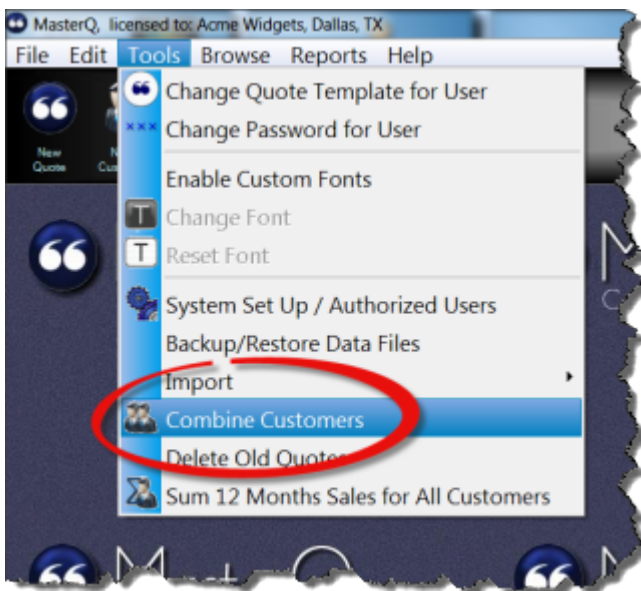 MasterQ, licensed to: Acme Widgets, Dallas, TX
File Edit Tools Browse Reports Help
Change Quote Template for User
××× Change Password for User
New
Quote
Enable Custom Fonts
T Change Font
T Reset Font
System Set Up / Authorized Users
Backup/Restore Data Files
Import
Combine Customers
Delete Old Quotes
Sum 12 Months Sales for All Customers